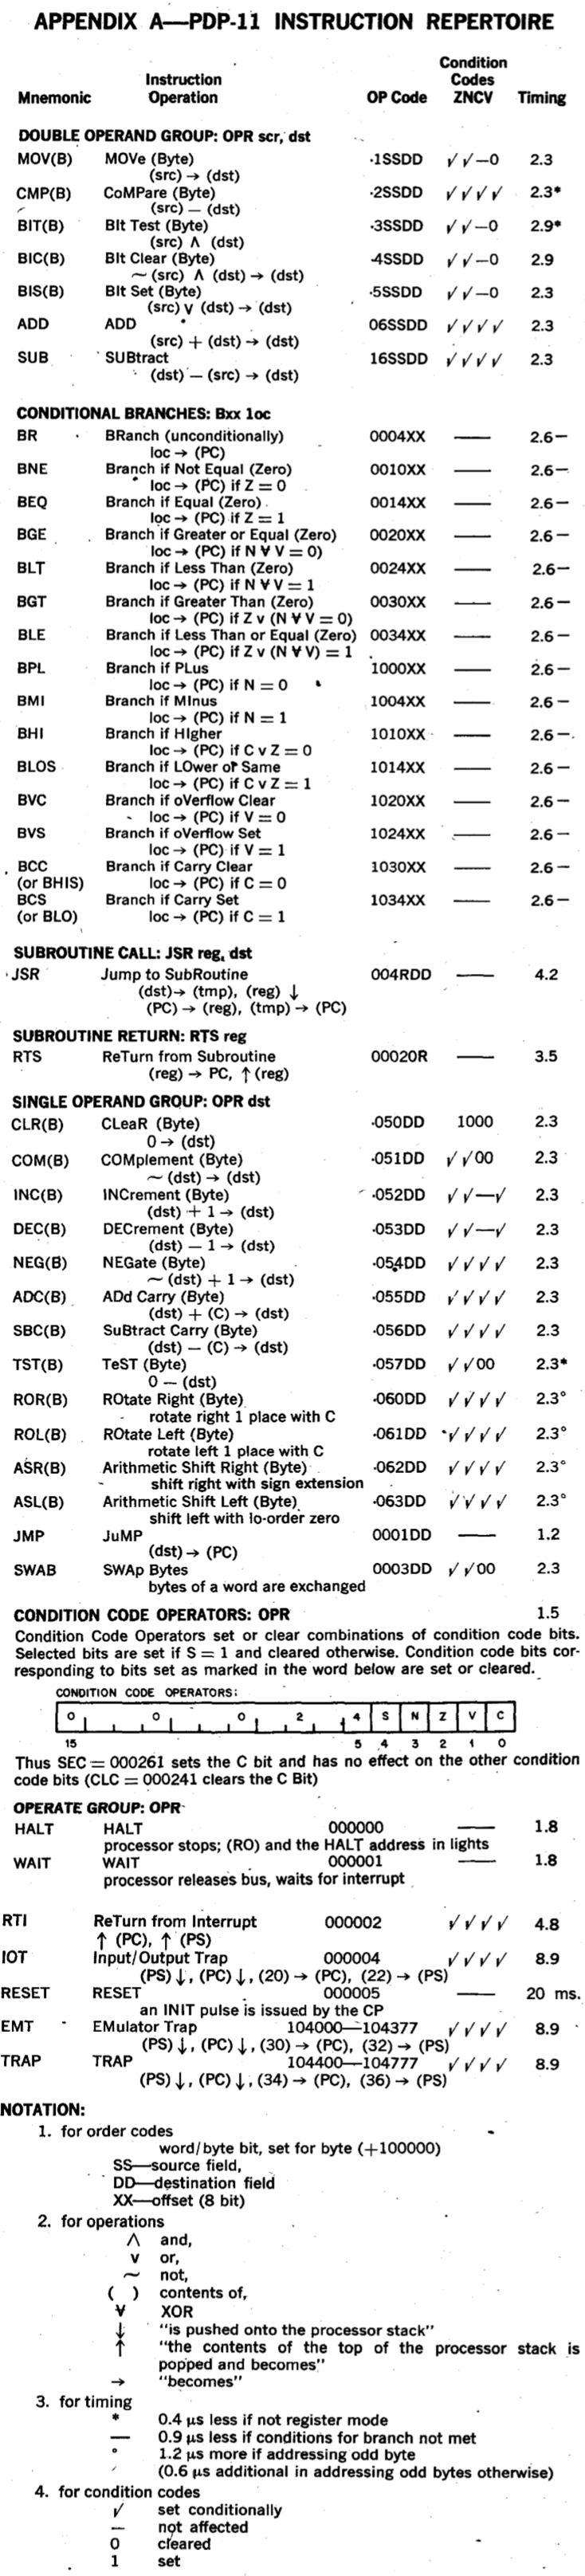 APPENDIX A—PDP-11 INSTRUCTION REPERTOIRE
Condition
Instruction Codes
Mnemonic Operation OP Code ZNCV Timing
DOUBLE OPERAND GROUP: OPR scr, dst
MOV(B) MOVe (Byte) ·1SSDD ✓✓—0 2.3
(src) → (dst)
CMP(B) CoMPare (Byte) ·2SSDD ✓✓✓✓ 2.3*
(src) — (dst)
BIT(B) BIt Test (Byte) ·3SSDD ✓✓—0 2.9*
(src) ∧ (dst)
BIC(B) BIt Clear (Byte) ·4SSDD ✓✓—0 2.9
~ (src) ∧ (dst) → (dst)
BIS(B) BIt Set (Byte) ·5SSDD ✓✓—0 2.3
(src) v (dst) → (dst)
ADD ADD 06SSDD ✓✓✓✓ 2.3
(src) + (dst) → (dst)
SUB SUBtract 16SSDD ✓✓✓✓ 2.3
(dst) — (src) → (dst)
CONDITIONAL BRANCHES: Bxx loc
BR BRanch (unconditionally) 0004XX —— 2.6—
loc → (PC)
BNE Branch if Not Equal (Zero) 0010XX —— 2.6—
loc → (PC) if Z = 0
BEQ Branch if Equal (Zero) 0014XX —— 2.6—
loc → (PC) if Z = 1
BGE Branch if Greater or Equal (Zero) 0020XX —— 2.6—
loc → (PC) if N ⊻ V = 0)
BLT Branch if Less Than (Zero) 0024XX —— 2.6—
loc → (PC) if N ⊻ V = 1
BGT Branch if Greater Than (Zero) 0030XX —— 2.6—
loc → (PC) if Z v (N ⊻ V = 0)
BLE Branch if Less Than or Equal (Zero) 0034XX —— 2.6—
loc → (PC) if Z v (N ⊻ V) = 1
BPL Branch if PLus 1000XX —— 2.6—
loc → (PC) if N = 0
BMI Branch if MInus 1004XX —— 2.6—
loc → (PC) if N = 1
BHI Branch if HIgher 1010XX —— 2.6—
loc → (PC) if C v Z = 0
BLOS Branch if LOwer or Same 1014XX —— 2.6—
loc → (PC) if C v Z = 1
BVC Branch if oVerflow Clear 1020XX —— 2.6—
loc → (PC) if V = 0
BVS Branch if oVerflow Set 1024XX —— 2.6—
loc → (PC) if V = 1
BCC Branch if Carry Clear 1030XX —— 2.6—
(or BHIS) loc → (PC) if C = 0
BCS Branch if Carry Set 1034XX —— 2.6—
(or BLO) loc → (PC) if C = 1
SUBROUTINE CALL: JSR reg, dst
JSR Jump to SubRoutine 004RDD —— 4.2
(dst) → (tmp), (reg) ↓
(PC) → (reg), (tmp) → (PC)
SUBROUTINE RETURN: RTS reg
RTS ReTurn from Subroutine 00020R —— 3.5
(reg) → PC, ↑ (reg)
SINGLE OPERAND GROUP: OPR dst
CLR(B) CLeaR (Byte) ·050DD 1000 2.3
0 → (dst)
COM(B) COMplement (Byte) ·051DD ✓✓00 2.3
~ (dst) → (dst)
INC(B) INCrement (Byte) ·052DD ✓✓—✓ 2.3
(dst) + 1 → (dst)
DEC(B) DECrement (Byte) ·053DD ✓✓—✓ 2.3
(dst) — 1 → (dst)
NEG(B) NEGate (Byte) ·054DD ✓✓✓✓ 2.3
~ (dst) + 1 → (dst)
ADC(B) ADd Carry (Byte) ·055DD ✓✓✓✓ 2.3
(dst) + (C) → (dst)
SBC(B) SuBtract Carry (Byte) ·056DD ✓✓✓✓ 2.3
(dst) — (C) → (dst)
TST(B) TeST (Byte) ·057DD ✓✓00 2.3*
0 — (dst)
ROR(B) ROtate Right (Byte) ·060DD ✓✓✓✓ 2.3°
rotate right 1 place with C
ROL(B) ROtate Left (Byte) ·061DD ✓✓✓✓ 2.3°
rotate left 1 place with C
ASR(B) Arithmetic Shift Right (Byte) ·062DD ✓✓✓✓ 2.3°
shift right with sign extension
ASL(B) Arithmetic Shift Left (Byte) ·063DD ✓✓✓✓ 2.3°
shift left with lo-order zero
JMP JuMP 0001DD —— 1.2
(dst) → (PC)
SWAB SWAp Bytes 0003DD ✓✓00 2.3
bytes of a word are exchanged
CONDITION CODE OPERATORS: OPR 1.5
Condition Code Operators set or clear combinations of condition code bits.
Selected bits are set if S = 1 and cleared otherwise. Condition code bits cor-
responding to bits set as marked in the word below are set or cleared.
CONDITION CODE OPERATORS:
0 0 0 2 4 S N Z V C
15 5 4 3 2 1 0
Thus SEC = 000261 sets the C bit and has no effect on the other condition
code bits (CLC = 000241 clears the C Bit)
OPERATE GROUP: OPR
HALT HALT 000000 —— 1.8
processor stops; (RO) and the HALT address in lights
WAIT WAIT 000001 —— 1.8
processor releases bus, waits for interrupt
RTI ReTurn from Interrupt 000002 ✓✓✓✓ 4.8
↑ (PC), ↑ (PS)
IOT Input/Output Trap 000004 ✓✓✓✓ 8.9
(PS) ↓, (PC) ↓, (20) → (PC), (22) → (PS)
RESET RESET 000005 —— 20 ms.
an INIT pulse is issued by the CP
EMT EMulator Trap 104000—104377 ✓✓✓✓ 8.9
(PS) ↓, (PC) ↓, (30) → (PC), (32) → (PS)
TRAP TRAP 104400—104777 ✓✓✓✓ 8.9
(PS) ↓, (PC) ↓, (34) → (PC), (36) → (PS)
NOTATION:
1. for order codes
word/byte bit, set for byte (+100000)
SS—source field,
DD—destination field
XX—offset (8 bit)
2. for operations
∧ and,
v or,
~ not,
( ) contents of,
⊻ XOR
↓ "is pushed onto the processor stack"
↑ "the contents of the top of the processor stack is
popped and becomes"
→ "becomes"
3. for timing
* 0.4 μs less if not register mode
— 0.9 μs less if conditions for branch not met
° 1.2 μs more if addressing odd byte
(0.6 μs additional in addressing odd bytes otherwise)
4. for condition codes
✓ set conditionally
— not affected
0 cleared
1 set